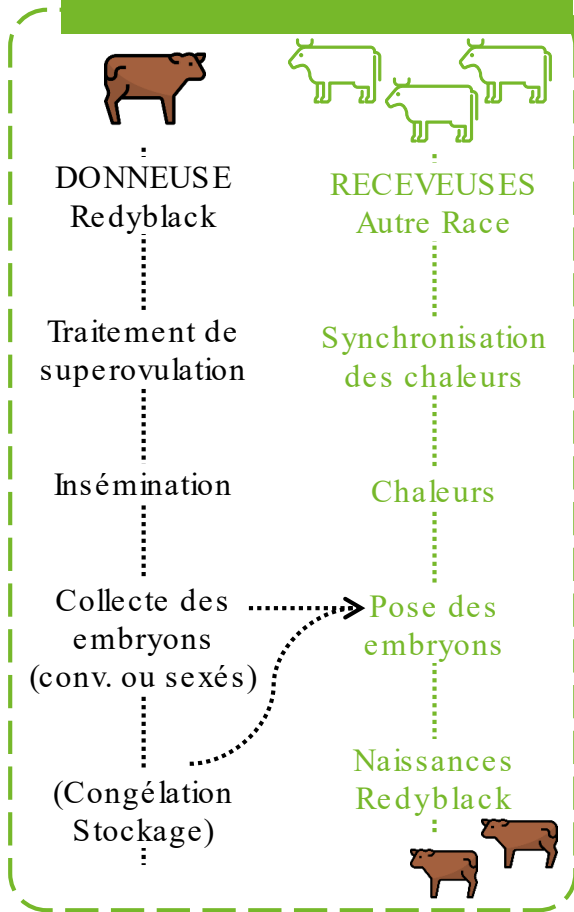 DONNEUSE
Redyblack
Traitement de
superovulation
Insémination
Collecte des
embryons
(conv. ou sexés)
(Congélation
Stockage)
RECEVEUSES
Autre Race
Synchronisation
des chaleurs
Chaleurs
Pose des
embryons
Naissances
Redyblack